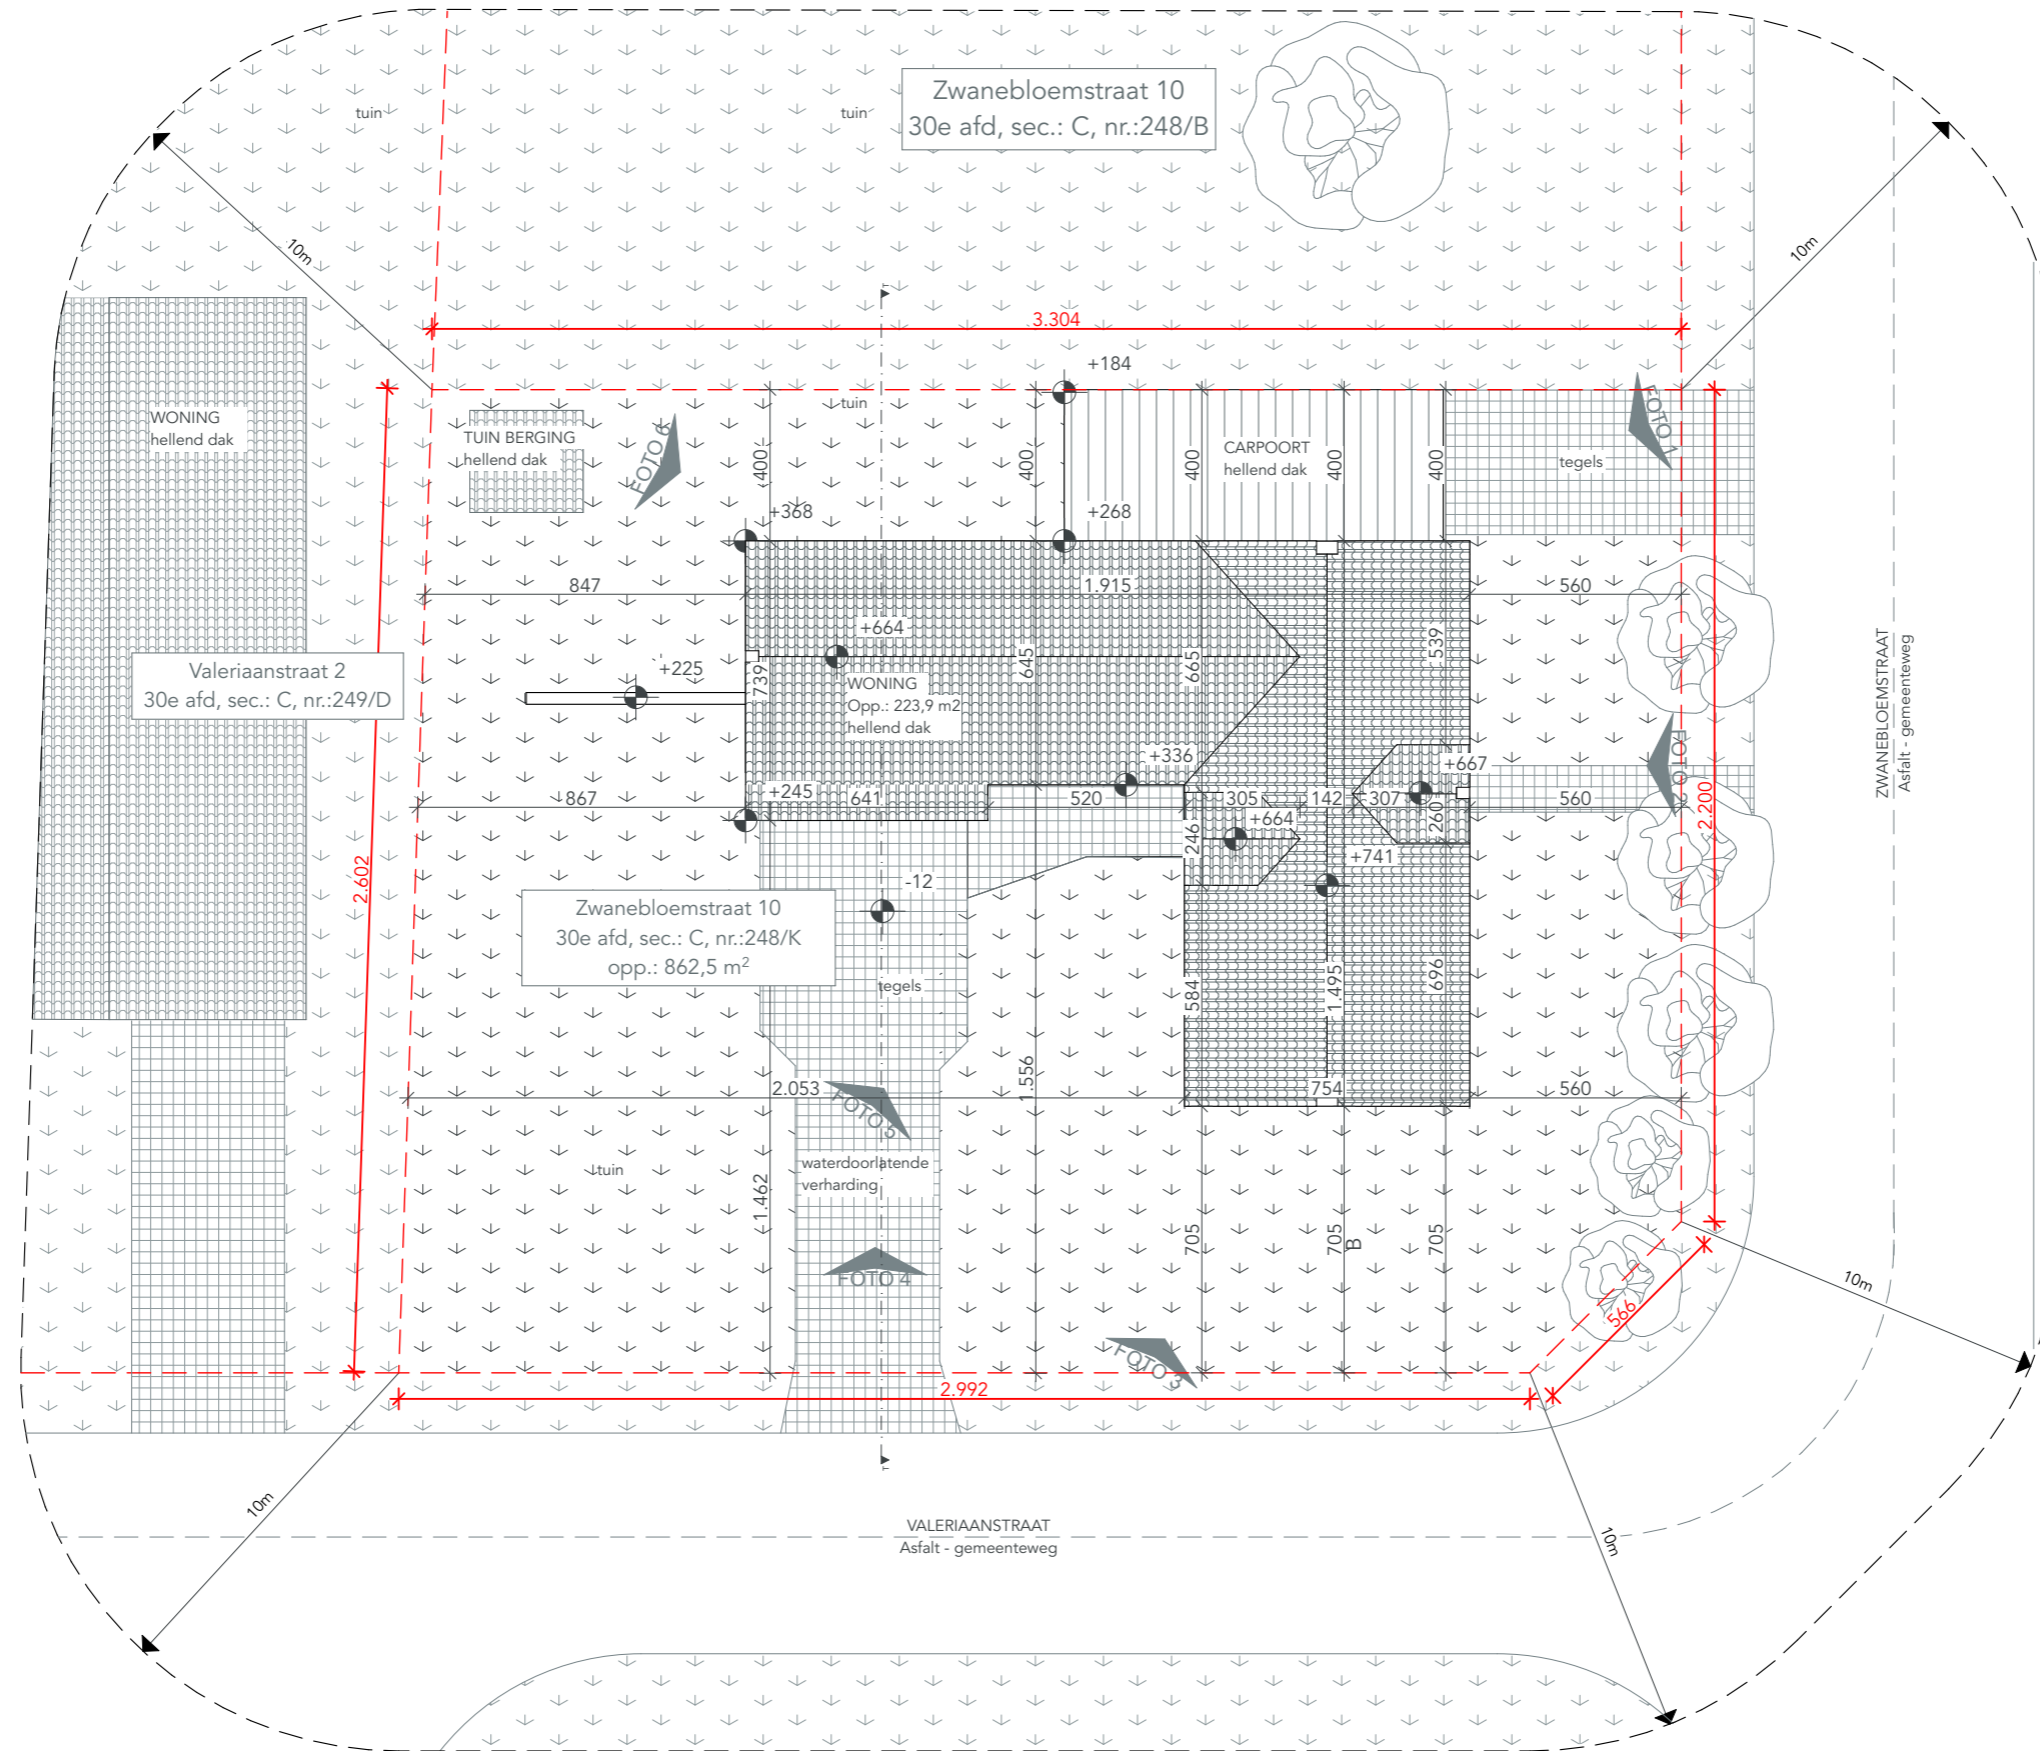 tuin
tuin
Zwanebloemstraat 10
30e afd, sec.: C, nr.:248/B
10m
10m
3.304
+184
WONING
hellend dak
TUIN BERGING
hellend dak
FOTO 6
tuin
400
400
400
400
400
CARPOORT
hellend dak
tegels
FOTO 1
+368
+268
847
1.915
560
+664
+225
739
645
665
539
WONING
Opp.: 223,9 m2
hellend dak
Valeriaanstraat 2
30e afd, sec.: C, nr.:249/D
+336
+667
FOTO 2
ZWANEBLOEMSTRAAT
Asfalt - gemeenteweg
+245
867
641
520
305
142
307
560
2.200
+664
246
260
+741
2.602
-12
Zwanebloemstraat 10
30e afd, sec.: C, nr.:248/K
opp.: 862,5 m²
tegels
584
1.495
696
1.556
2.053
754
560
FOTO 5
tuin
waterdoorlatende
verharding
1.462
705
705
B
705
FOTO 4
10m
566
FOTO 3
2.992
10m
VALERIAANSTRAAT
Asfalt - gemeenteweg
10m